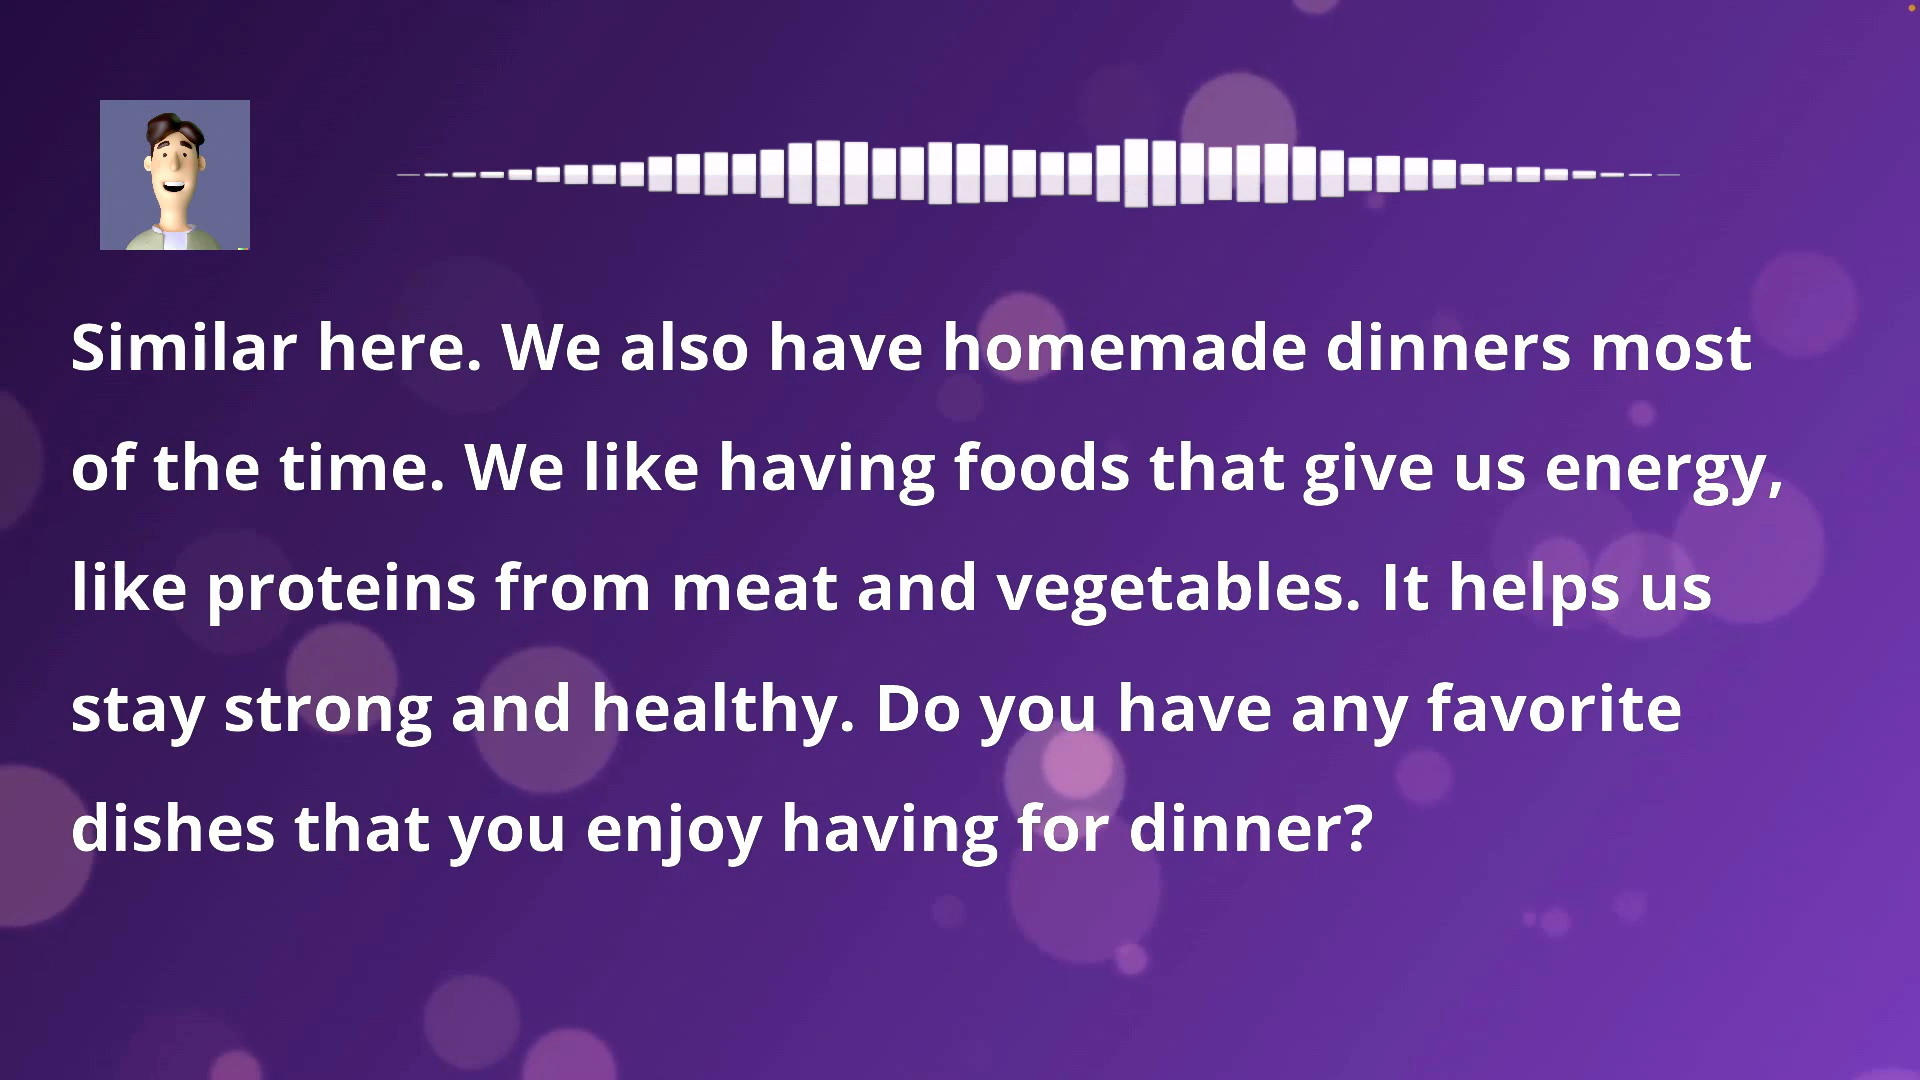 Similar here. We also have homemade dinners most
of the time. We like having foods that give us energy,
like proteins from meat and vegetables. It helps us
stay strong and healthy. Do you have any favorite
dishes that you enjoy having for dinner?